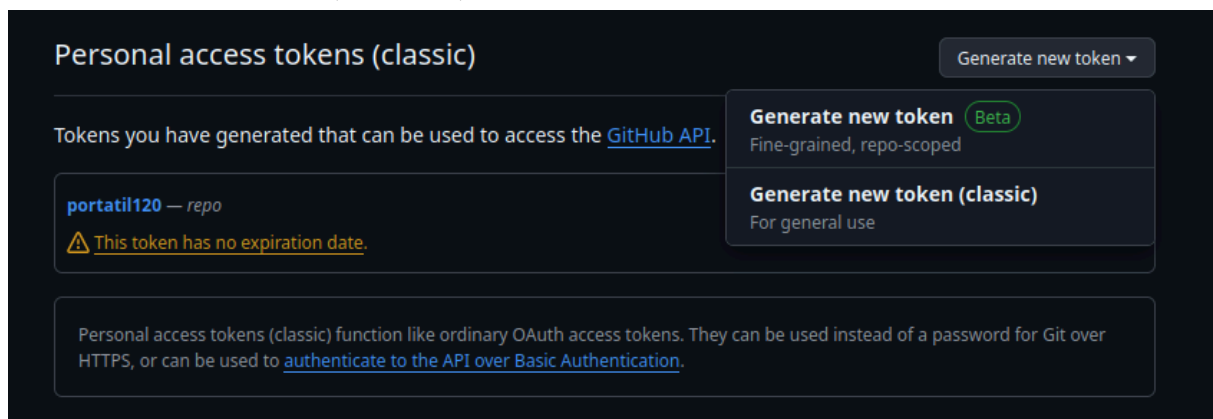 Personal access tokens (classic)
Generate new token
Generate new token Beta
Fine-grained, repo-scoped
Generate new token (classic)
For general use
Tokens you have generated that can be used to access the GitHub API.
portatil120 — repo
This token has no expiration date.
Personal access tokens (classic) function like ordinary OAuth access tokens. They can be used instead of a password for Git over
HTTPS, or can be used to authenticate to the API over Basic Authentication.